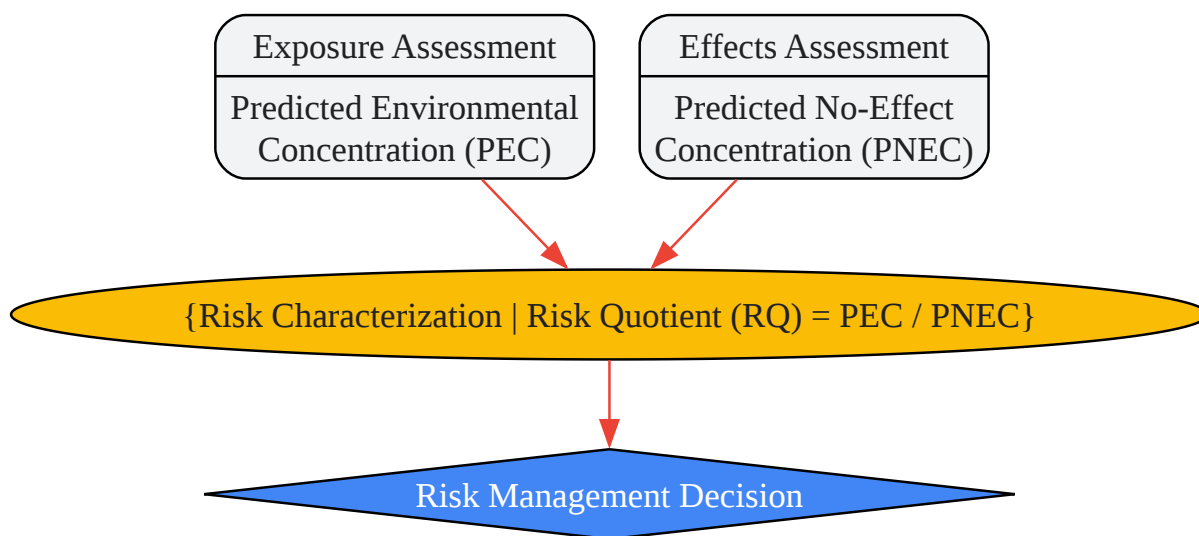 Exposure Assessment
Predicted Environmental
Concentration (PEC)
Effects Assessment
Predicted No-Effect
Concentration (PNEC)
{Risk Characterization | Risk Quotient (RQ) = PEC / PNEC}
Risk Management Decision